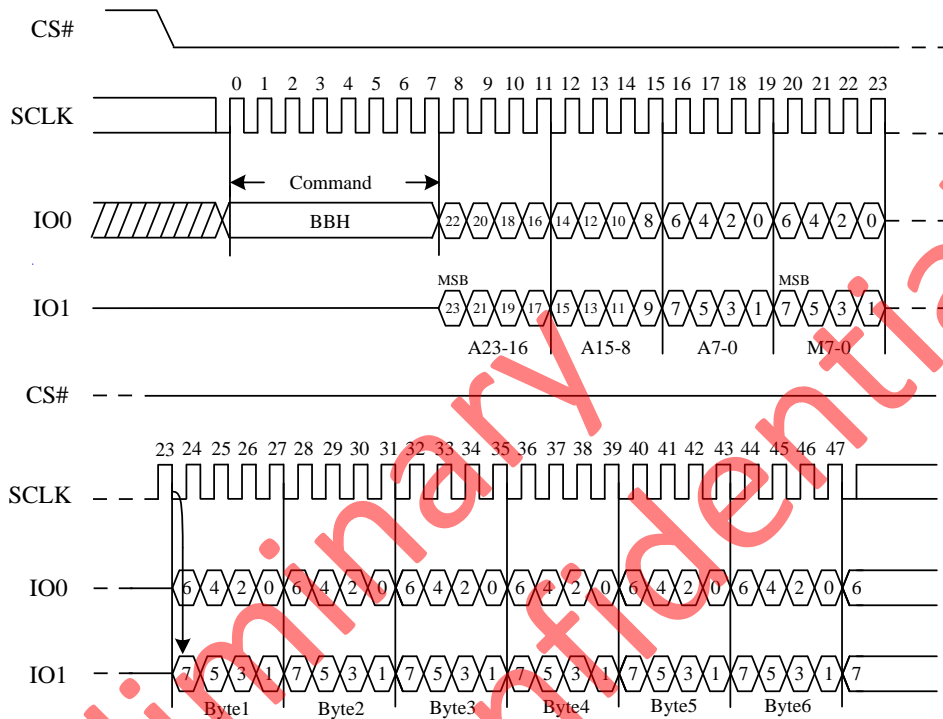 CS#
0 1 2 3 4 5 6 7 8 9 10 11 12 13 14 15 16 17 18 19 20 21 22 23
SCLK
Command
IO0 BBH 22 20 18 16 14 12 10 8 6 4 2 0 6 4 2 0
MSB MSB
IO1 23 21 19 17 15 13 11 9 7 5 3 1 7 5 3 1
A23-16 A15-8 A7-0 M7-0
CS#
23 24 25 26 27 28 29 30 31 32 33 34 35 36 37 38 39 40 41 42 43 44 45 46 47
SCLK
IO0 6 4 2 0 6 4 2 0 6 4 2 0 6 4 2 0 6 4 2 0 6 4 2 0 6
IO1 7 5 3 1 7 5 3 1 7 5 3 1 7 5 3 1 7 5 3 1 7 5 3 1 7
Byte1 Byte2 Byte3 Byte4 Byte5 Byte6
liminary
onfidentia